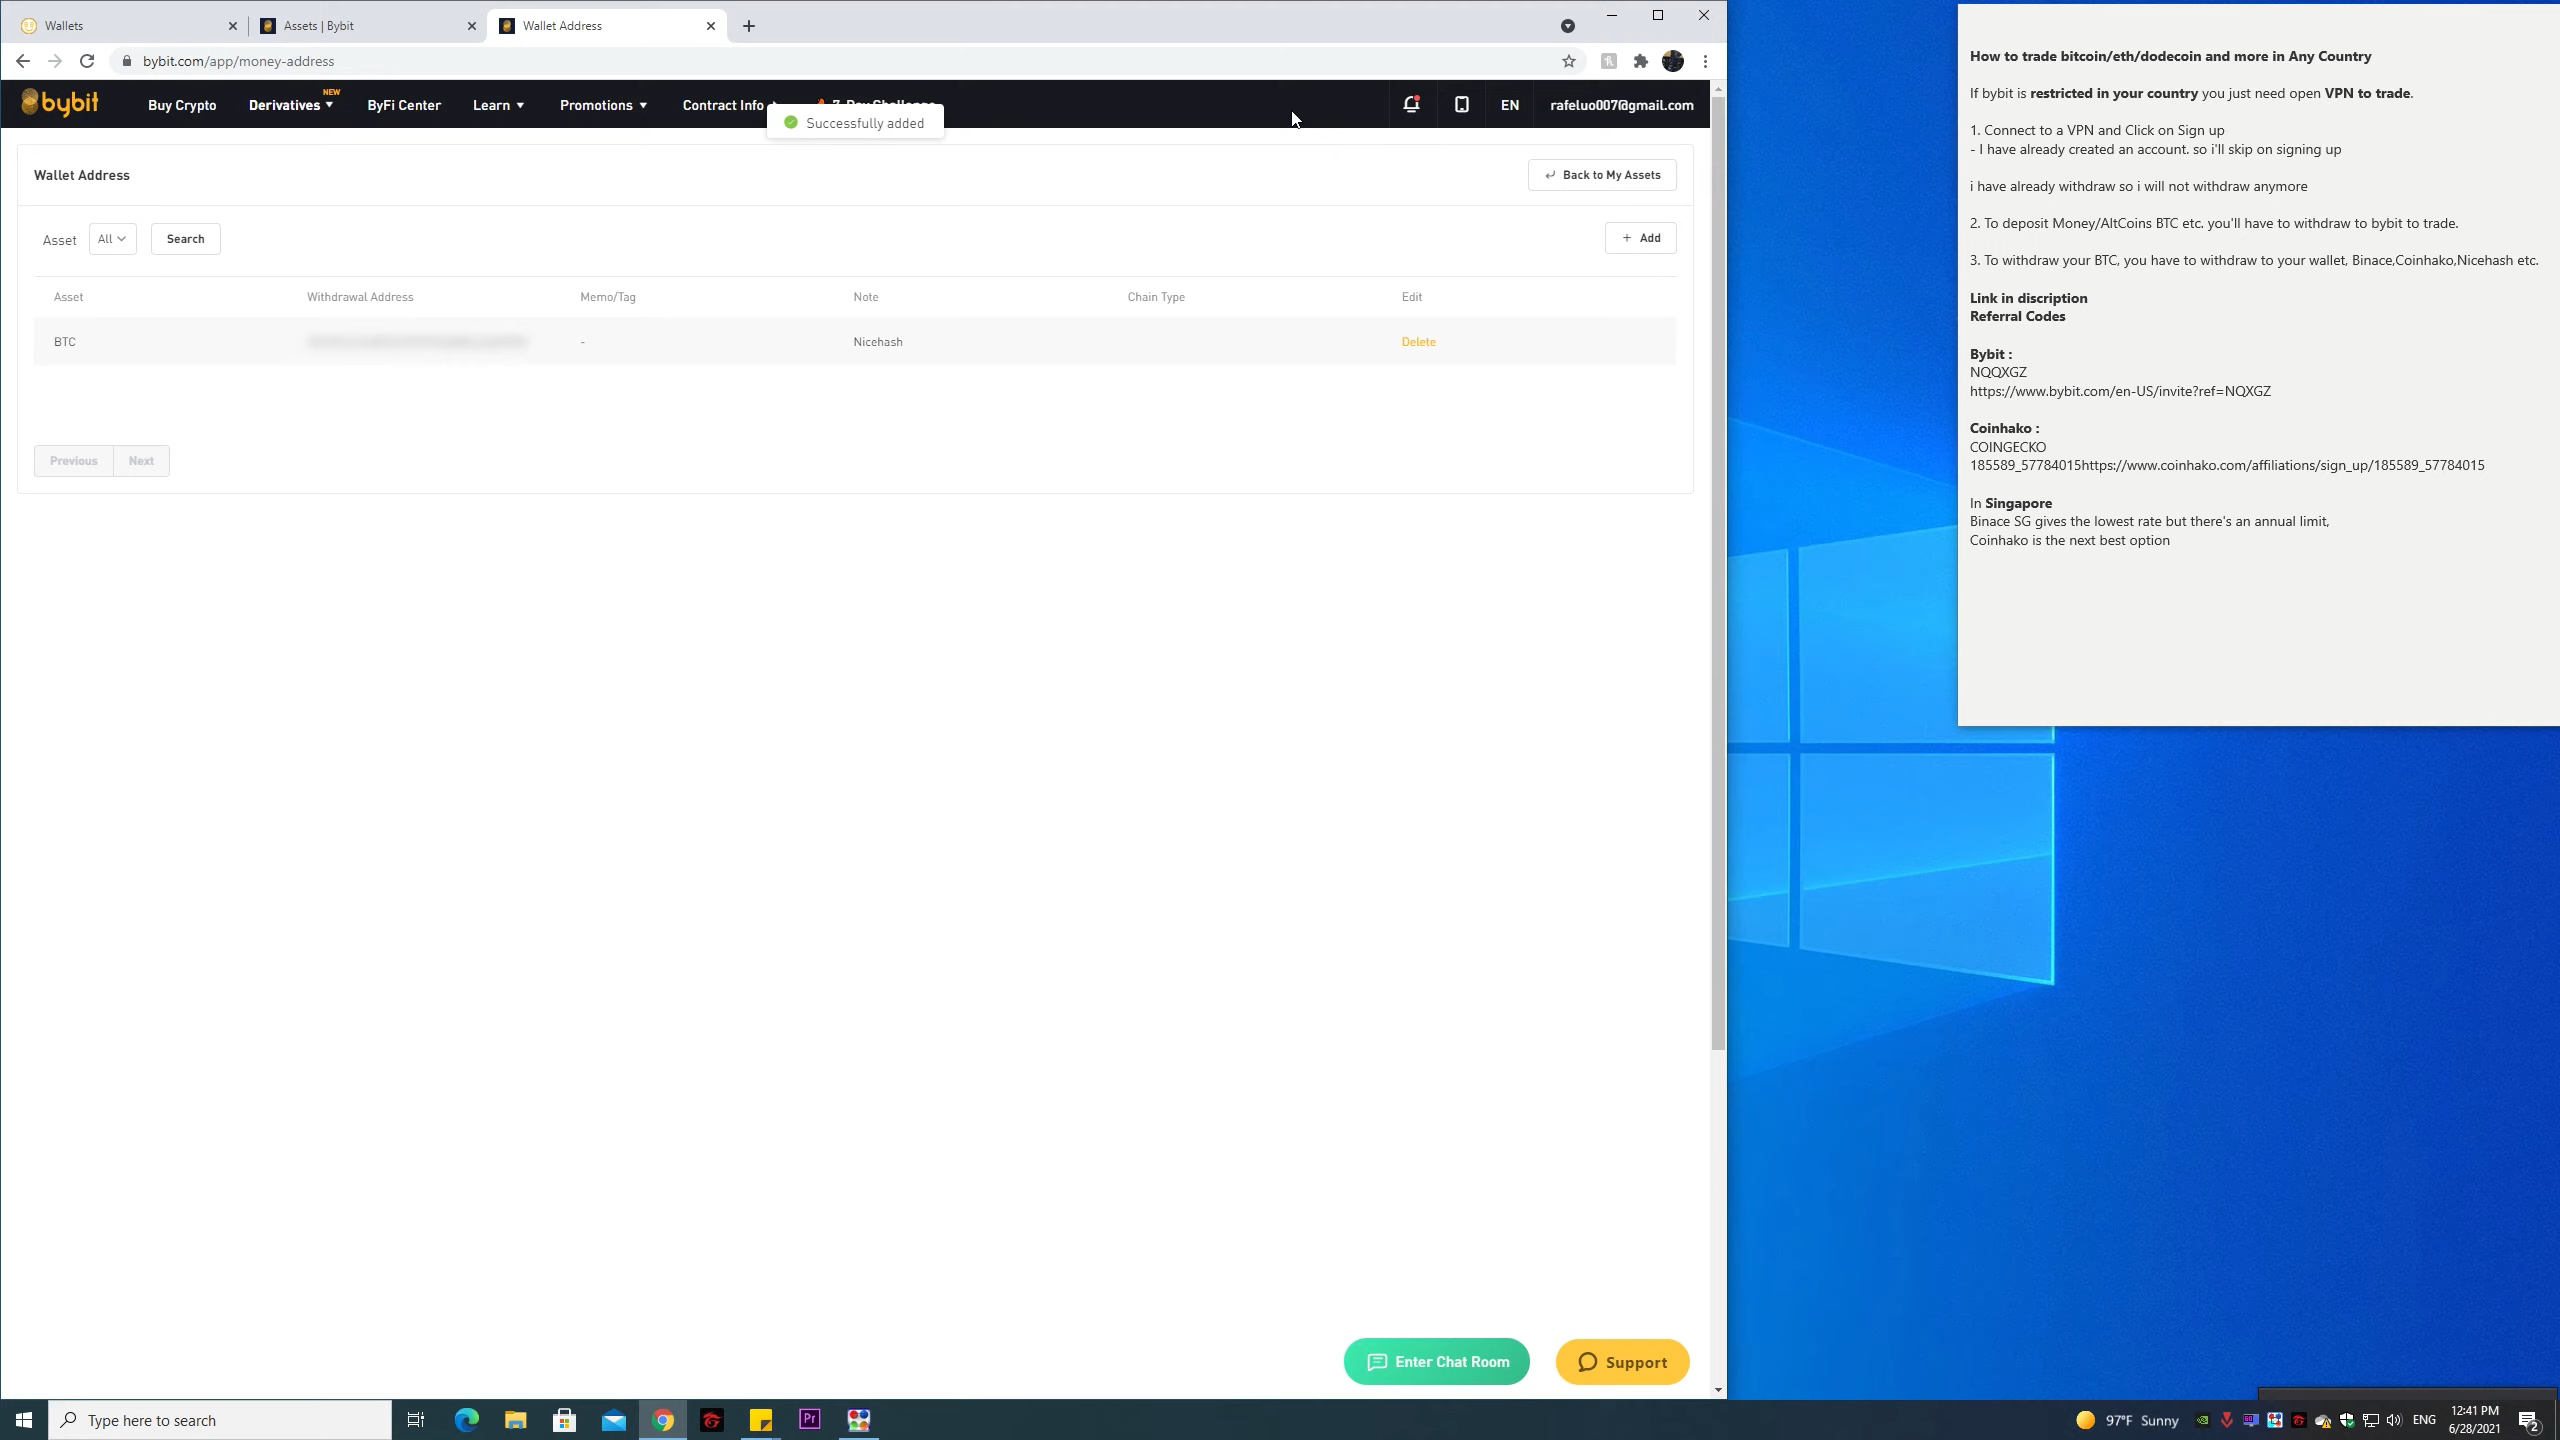 Wallets
Assets | Bybit
Wallet Address
bybit.com/app/money-address
bybit
Buy Crypto
Derivatives
NEW
ByFi Center
Learn
Promotions
Contract Info
EN
rafeluo007@gmail.com
Successfully added
Wallet Address
Back to My Assets
Asset
All
Search
+ Add
Asset Withdrawal Address Memo/Tag Note Chain Type Edit
BTC - Nicehash Delete
Previous Next
Enter Chat Room
Support
How to trade bitcoin/eth/dodecoin and more in Any Country
If bybit is restricted in your country you just need open VPN to trade.
1. Connect to a VPN and Click on Sign up
- I have already created an account. so i'll skip on signing up
i have already withdraw so i will not withdraw anymore
2. To deposit Money/AltCoins BTC etc. you'll have to withdraw to bybit to trade.
3. To withdraw your BTC, you have to withdraw to your wallet, Binace,Coinhako,Nicehash etc.
Link in discription
Referral Codes
Bybit :
NQQXGZ
https://www.bybit.com/en-US/invite?ref=NQXGZ
Coinhako :
COINGECKO
185589_57784015https://www.coinhako.com/affiliations/sign_up/185589_57784015
In Singapore
Binace SG gives the lowest rate but there's an annual limit,
Coinhako is the next best option
Type here to search
Pr
97°F Sunny
ENG
12:41 PM
6/28/2021
2